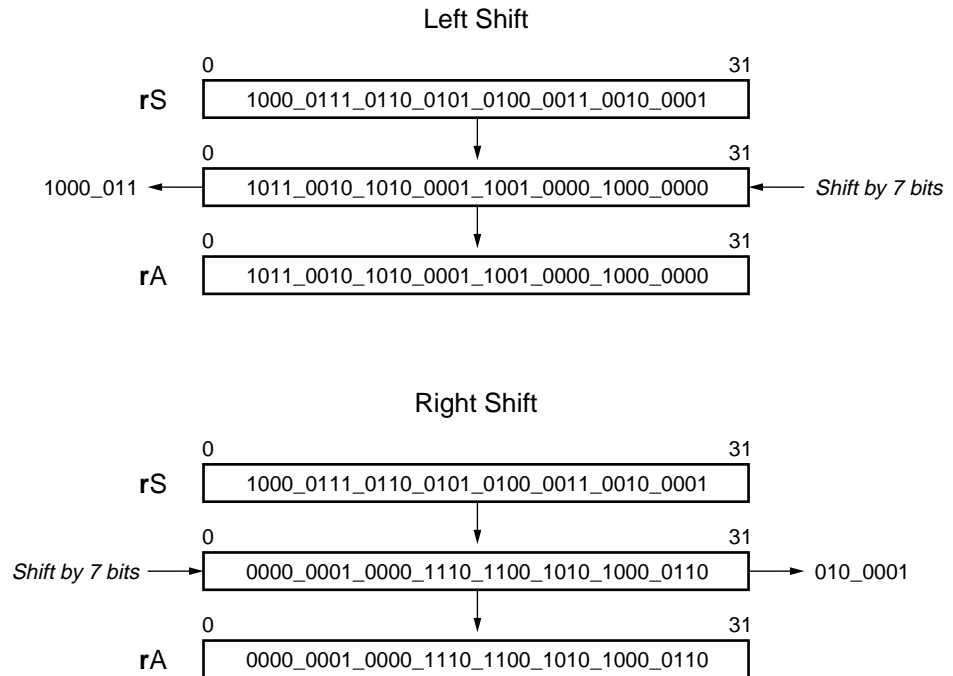 Left Shift
0 31
rS 1000_0111_0110_0101_0100_0011_0010_0001
0 31
1000_011 1011_0010_1010_0001_1001_0000_1000_0000 Shift by 7 bits
0 31
rA 1011_0010_1010_0001_1001_0000_1000_0000
Right Shift
0 31
rS 1000_0111_0110_0101_0100_0011_0010_0001
0 31
Shift by 7 bits 0000_0001_0000_1110_1100_1010_1000_0110 010_0001
0 31
rA 0000_0001_0000_1110_1100_1010_1000_0110